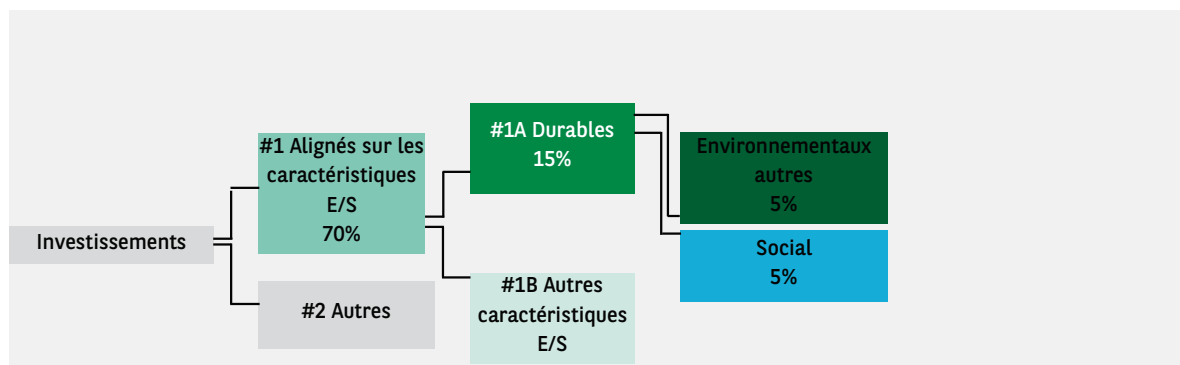 Investissements
#1 Alignés sur les
caractéristiques
E/S
70%
#2 Autres
#1A Durables
15%
#1B Autres
caractéristiques
E/S
Environnementaux
autres
5%
Social
5%